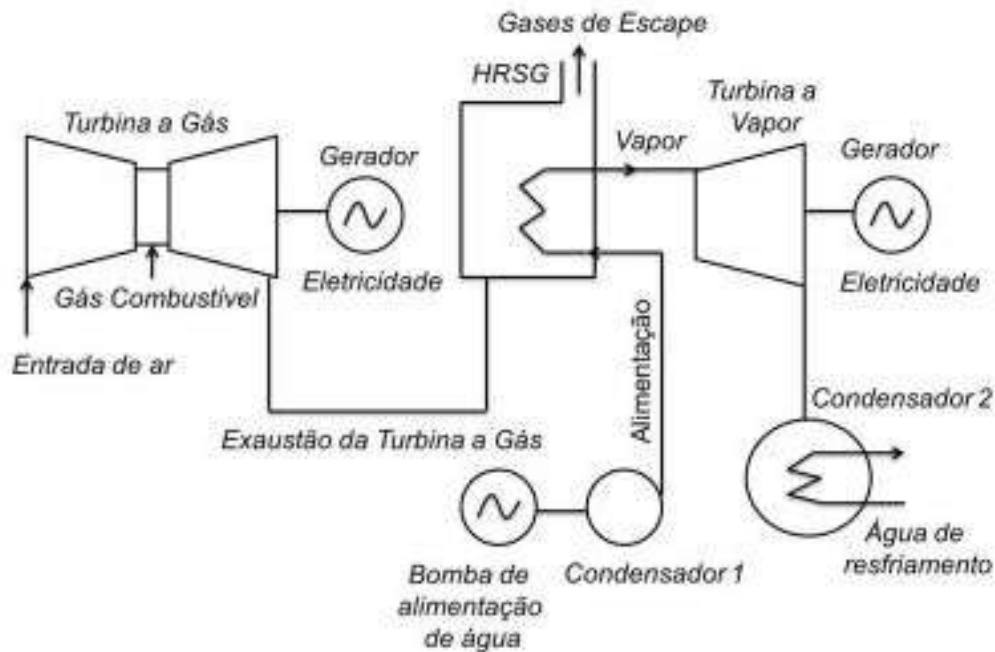 Gases de Escape
HRSG
Turbina a Gás
Turbina a
Vapor
Vapor
Gerador
Gerador
Eletricidade
Eletricidade
Gás Combustível
Entrada de ar
Alimentação
Condensador 2
Exaustão da Turbina a Gás
Água de
resfriamento
Bomba de
alimentação
de água
Condensador 1